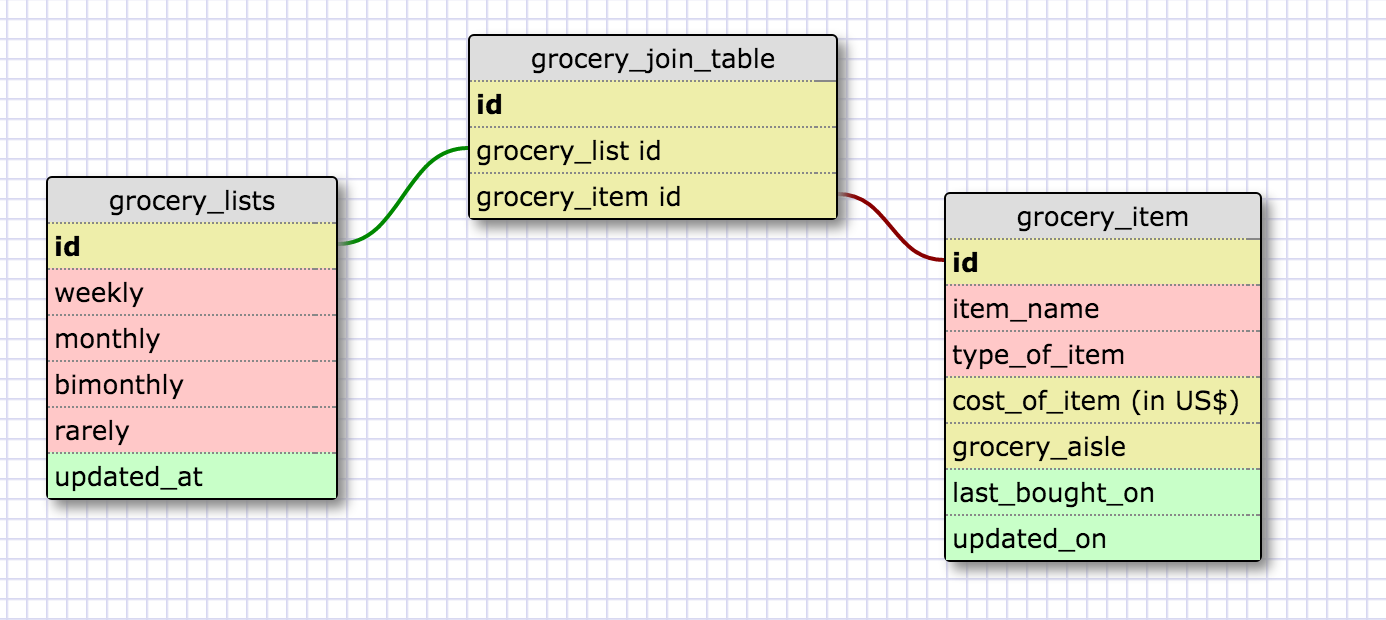 grocery_join_table
id
grocery_list id
grocery_item id
grocery_lists
id
weekly
monthly
bimonthly
rarely
updated_at
grocery_item
id
item_name
type_of_item
cost_of_item (in US$)
grocery_aisle
last_bought_on
updated_on